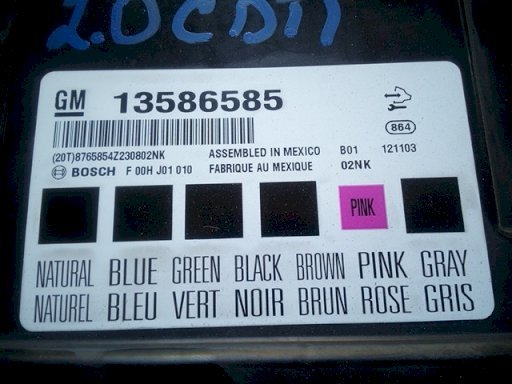 2.0CDTI
GM 13586585
(20T)8765854Z230802NK ASSEMBLED IN MEXICO B01 121103
BOSCH F 00H J01 010 FABRIQUE AU MEXIQUE 02NK
864
PINK
NATURAL BLUE GREEN BLACK BROWN PINK GRAY
NATUREL BLEU VERT NOIR BRUN ROSE GRIS